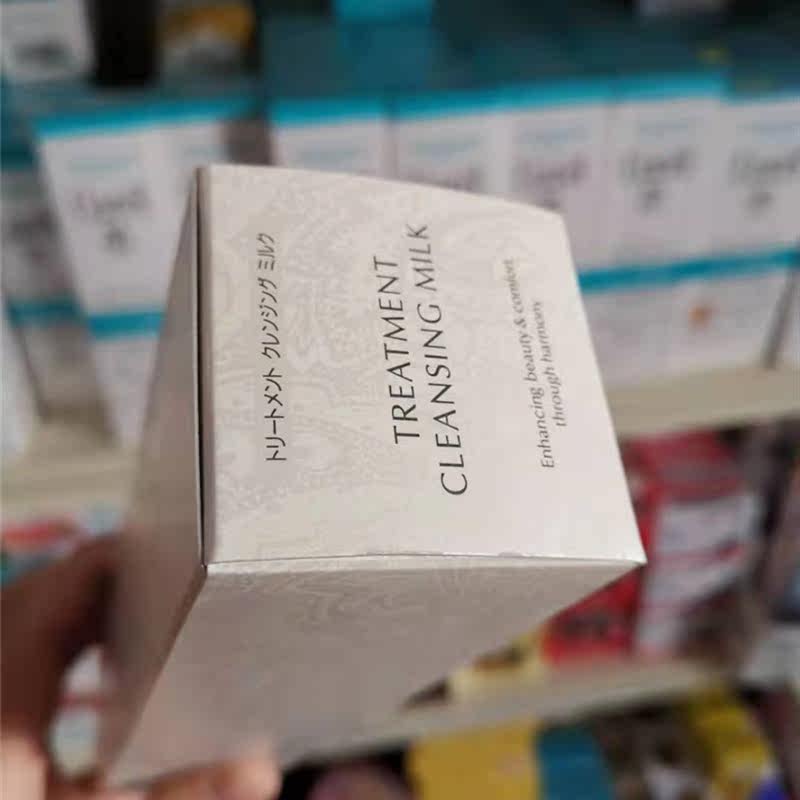 トリートメント クレンジング ミルク
TREATMENT
CLEANSING MILK
Enhancing beauty & comfort
through harmony